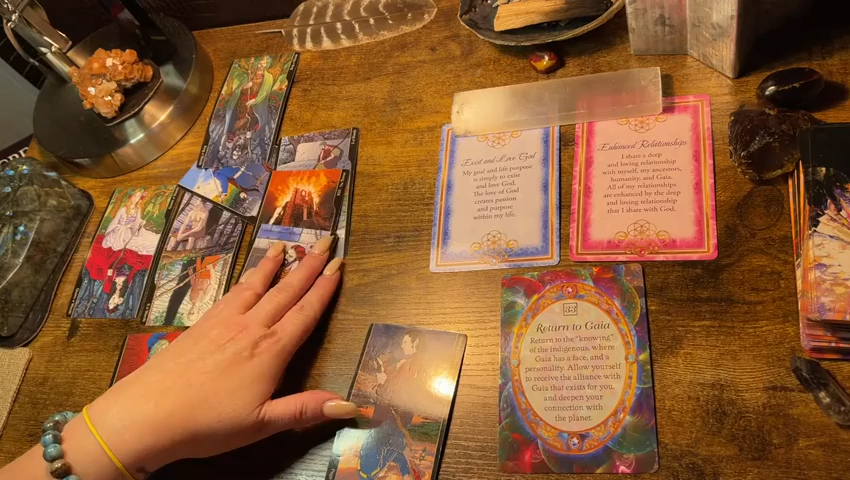 Exist and Love God
My goal and life purpose
is simply to exist
and love God.
The love of God
creates passion
and purpose
within my life.
Enhanced Relationships
I share a deep
and loving relationship
with myself, my ancestors,
humanity, and Gaia.
All of my relationships
are enhanced by the deep
and loving relationship
that I share with God.
33
Return to Gaia
Return to the "knowing"
of the indigenous, where
Gaia has a face, and a
personality. Allow yourself
to receive the alliance with
Gaia that exists for you,
and deepen your
connection with
the planet.